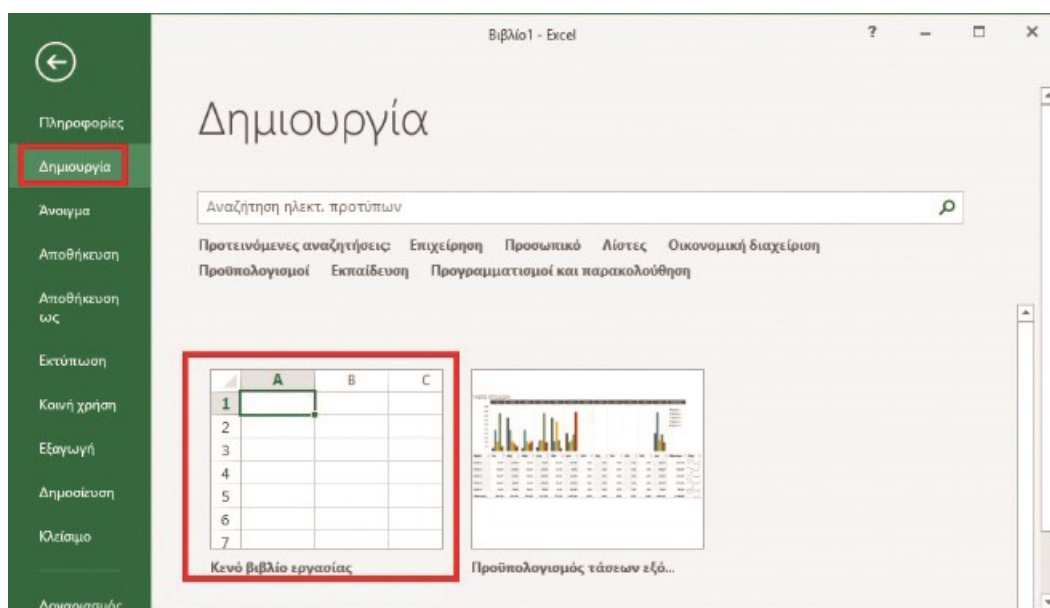 Βιβλίο1 - Excel
?
Πληροφορίες
Δημιουργία
Άνοιγμα
Αποθήκευση
Αποθήκευση
ως
Εκτύπωση
Κοινή χρήση
Εξαγωγή
Δημοσίευση
Κλείσιμο
Λογαριασμός
Δημιουργία
Αναζήτηση ηλεκτ. προτύπων
Προτεινόμενες αναζητήσεις: Επιχείρηση Προσωπικό Λίστες Οικονομική διαχείριση
Προϋπολογισμοί Εκπαίδευση Προγραμματισμοί και παρακολούθηση
A B C
1
2
3
4
5
6
7
Κενό βιβλίο εργασίας
Προϋπολογισμός τάσεων εξό...